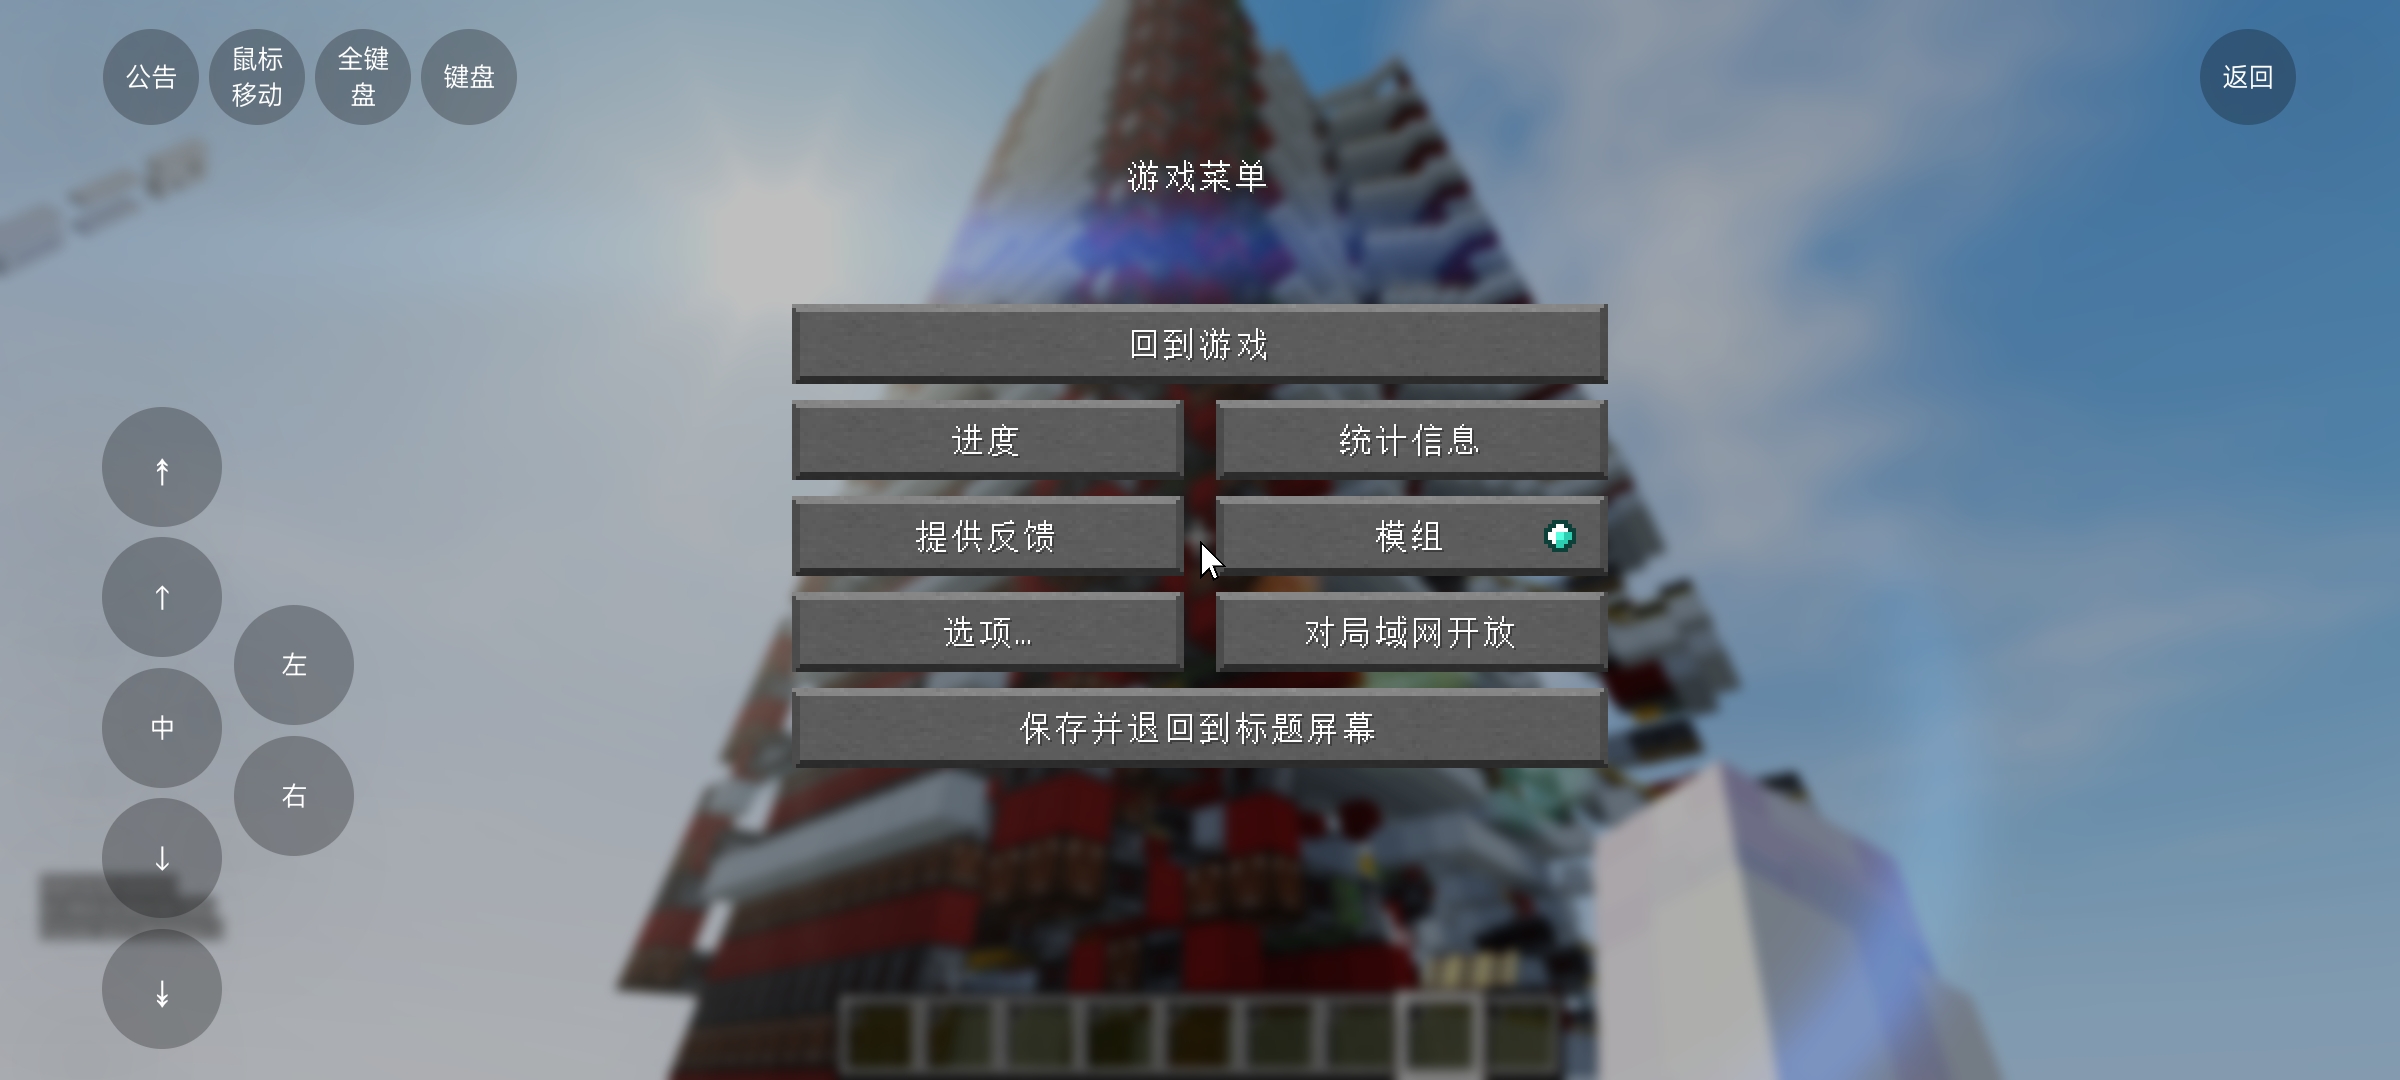 公告
鼠标
移动
全键
盘
键盘
返回
游戏菜单
回到游戏
进度
统计信息
提供反馈
模组
选项...
对局域网开放
保存并退回到标题屏幕
↟
↑
左
中
右
↓
↡